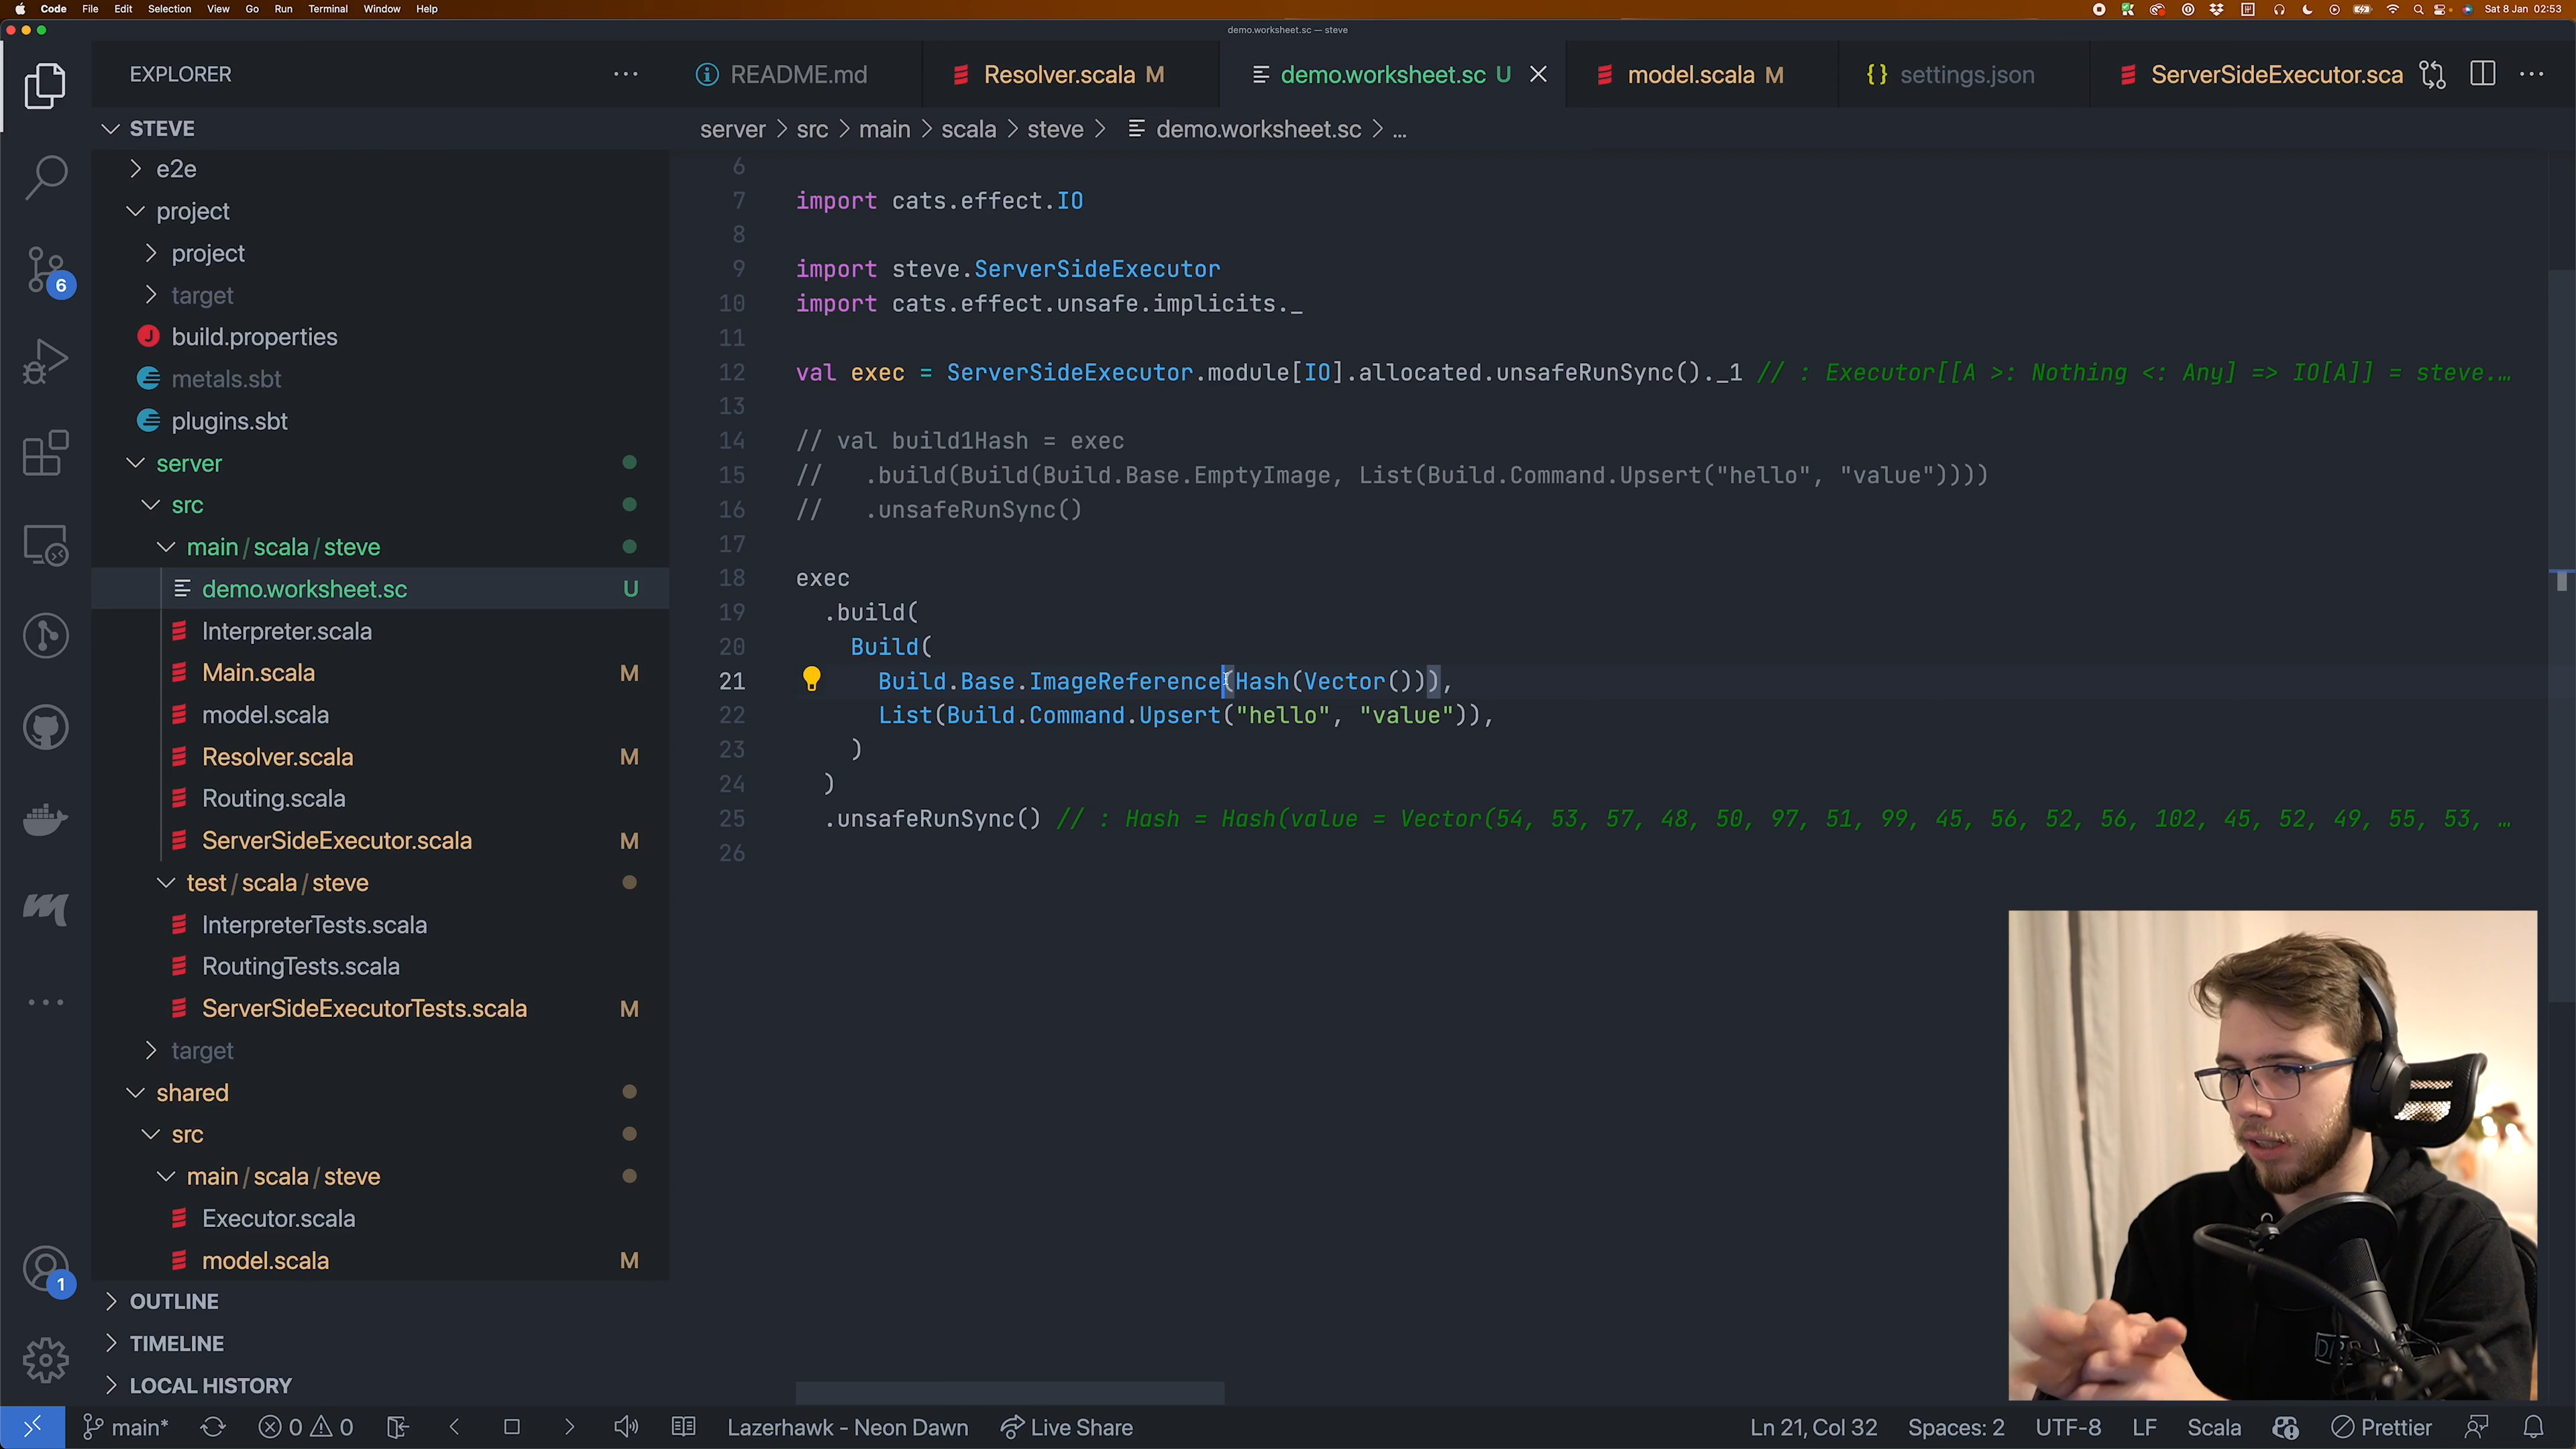 Code File Edit Selection View Go Run Terminal Window Help
Sat 8 Jan 02:53
demo.worksheet.sc — steve
EXPLORER
README.md
Resolver.scala M
demo.worksheet.sc U
model.scala M
{} settings.json
ServerSideExecutor.sca
STEVE
server > src > main > scala > steve > demo.worksheet.sc > ...
e2e
project
project
target
build.properties
metals.sbt
plugins.sbt
server
src
main/scala/steve
demo.worksheet.sc U
Interpreter.scala
Main.scala M
model.scala
Resolver.scala M
Routing.scala
ServerSideExecutor.scala M
test/scala/steve
InterpreterTests.scala
RoutingTests.scala
ServerSideExecutorTests.scala M
target
shared
src
main/scala/steve
Executor.scala
model.scala M
OUTLINE
TIMELINE
LOCAL HISTORY
6
1
6
7 import cats.effect.IO
8
9 import steve.ServerSideExecutor
10 import cats.effect.unsafe.implicits._
11
12 val exec = ServerSideExecutor.module[IO].allocated.unsafeRunSync()._1 // : Executor[[A >: Nothing <: Any] => IO[A]] = steve.…
13
14 // val build1Hash = exec
15 //   .build(Build(Build.Base.EmptyImage, List(Build.Command.Upsert("hello", "value"))))
16 //   .unsafeRunSync()
17
18 exec
19   .build(
20     Build(
21       Build.Base.ImageReference(Hash(Vector())),
22       List(Build.Command.Upsert("hello", "value")),
23     )
24   )
25   .unsafeRunSync() // : Hash = Hash(value = Vector(54, 53, 57, 48, 50, 97, 51, 99, 45, 56, 52, 56, 102, 45, 52, 49, 55, 53, …
26
main*
0 0
Lazerhawk - Neon Dawn
Live Share
Ln 21, Col 32
Spaces: 2
UTF-8
LF
Scala
Prettier